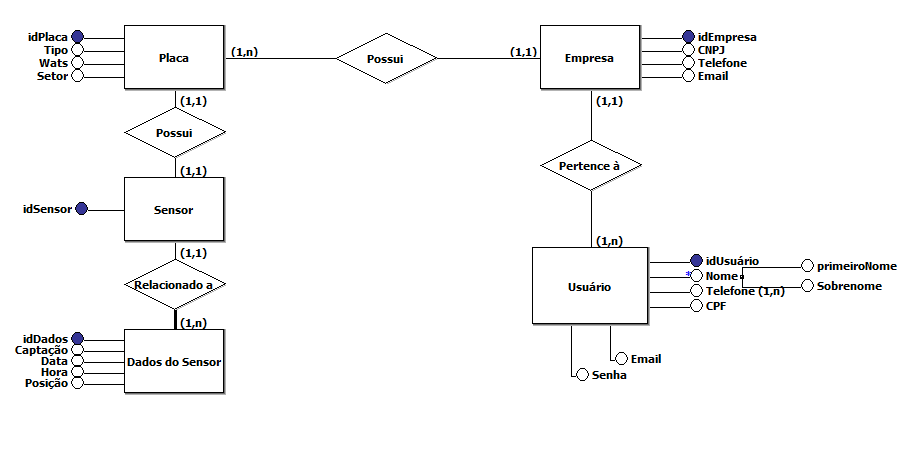 idPlaca
Tipo
Wats
Setor
Placa
(1,n)
Possui
(1,1)
Empresa
idEmpresa
CNPJ
Telefone
Email
(1,1)
Possui
(1,1)
(1,1)
Pertence à
(1,n)
idSensor
Sensor
(1,1)
Relacionado a
(1,n)
Usuário
idUsuário
* Nome
primeiroNome
Sobrenome
Telefone (1,n)
CPF
Email
Senha
idDados
Captação
Data
Hora
Posição
Dados do Sensor